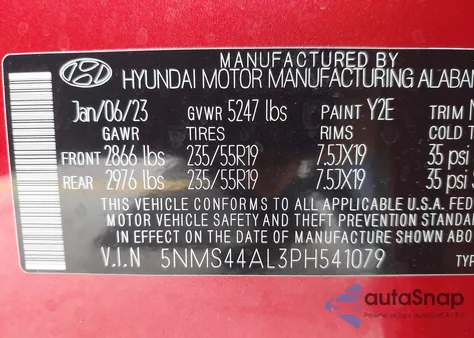 MANUFACTURED BY
HYUNDAI MOTOR MANUFACTURING ALABA
Jan/06/23 GVWR 5247 lbs PAINT Y2E TRIM
GAWR TIRES RIMS COLD
FRONT 2866 lbs 235/55R19 7.5JX19 35 psi
REAR 2976 lbs 235/55R19 7.5JX19 35 psi
THIS VEHICLE CONFORMS TO ALL APPLICABLE U.S.A. FED
MOTOR VEHICLE SAFETY AND THEFT PREVENTION STANDAR
IN EFFECT ON THE DATE OF MANUFACTURE SHOWN ABOV
V.I.N 5NMS44AL3PH541079 TYP
autoSnap